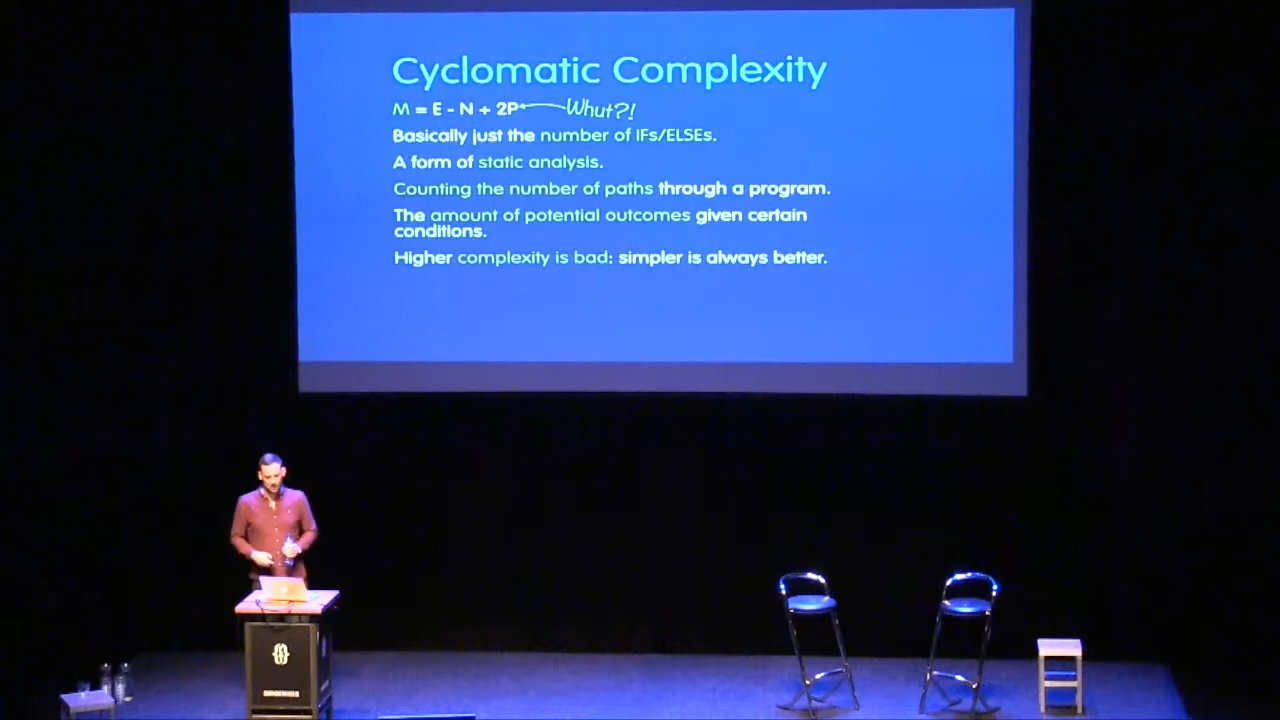 Cyclomatic Complexity
M = E - N + 2P Whut?!
Basically just the number of IFs/ELSEs.
A form of static analysis.
Counting the number of paths through a program.
The amount of potential outcomes given certain
conditions.
Higher complexity is bad: simpler is always better.